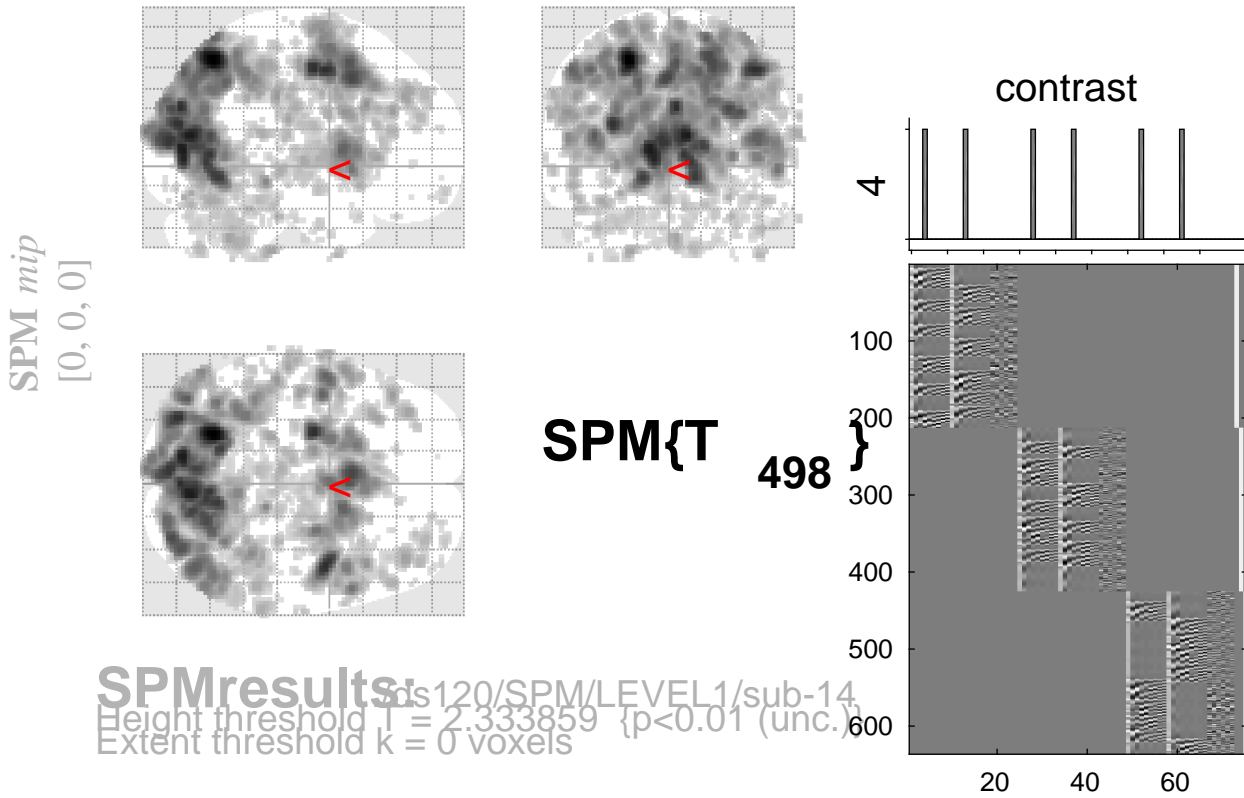 contrast
4
<
<
SPM mip
[0, 0, 0]
<
SPM{T498}
100
200
300
400
500
600
20 40 60
SPMresults: /ds120/SPM/LEVEL1/sub-14
Height threshold T = 2.333859 {p<0.01 (unc.)}
Extent threshold k = 0 voxels